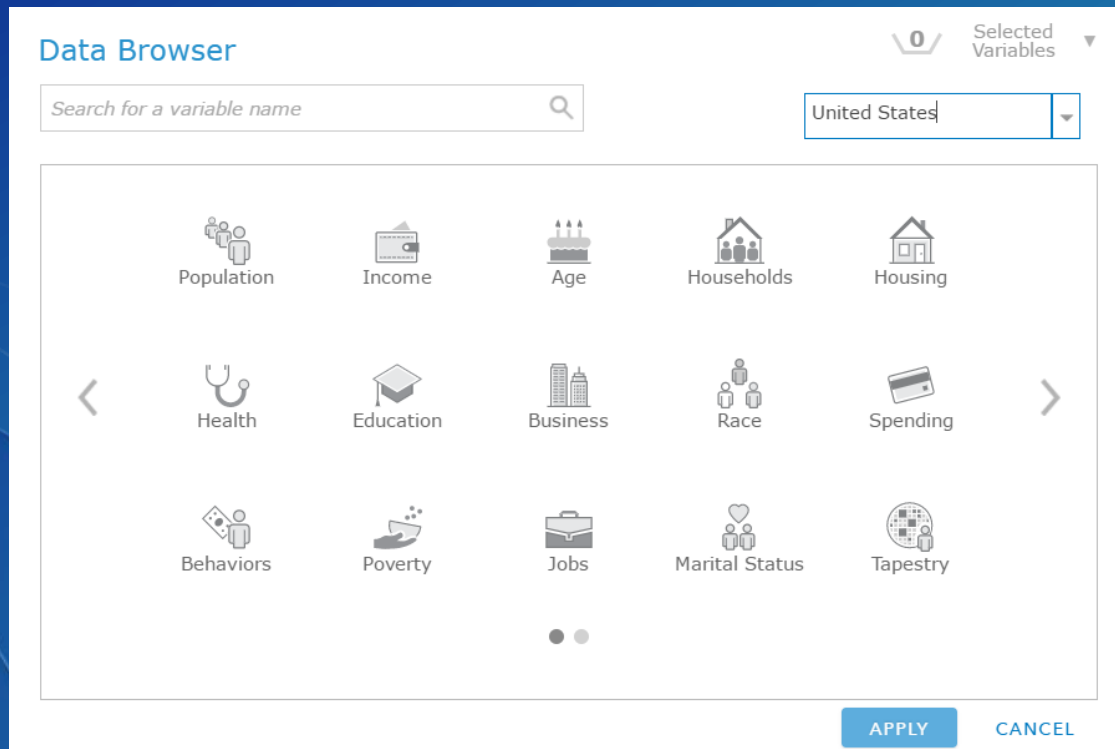 Data Browser
0
Selected
Variables
Search for a variable name
United States
Population
Income
Age
Households
Housing
Health
Education
Business
Race
Spending
Behaviors
Poverty
Jobs
Marital Status
Tapestry
APPLY
CANCEL